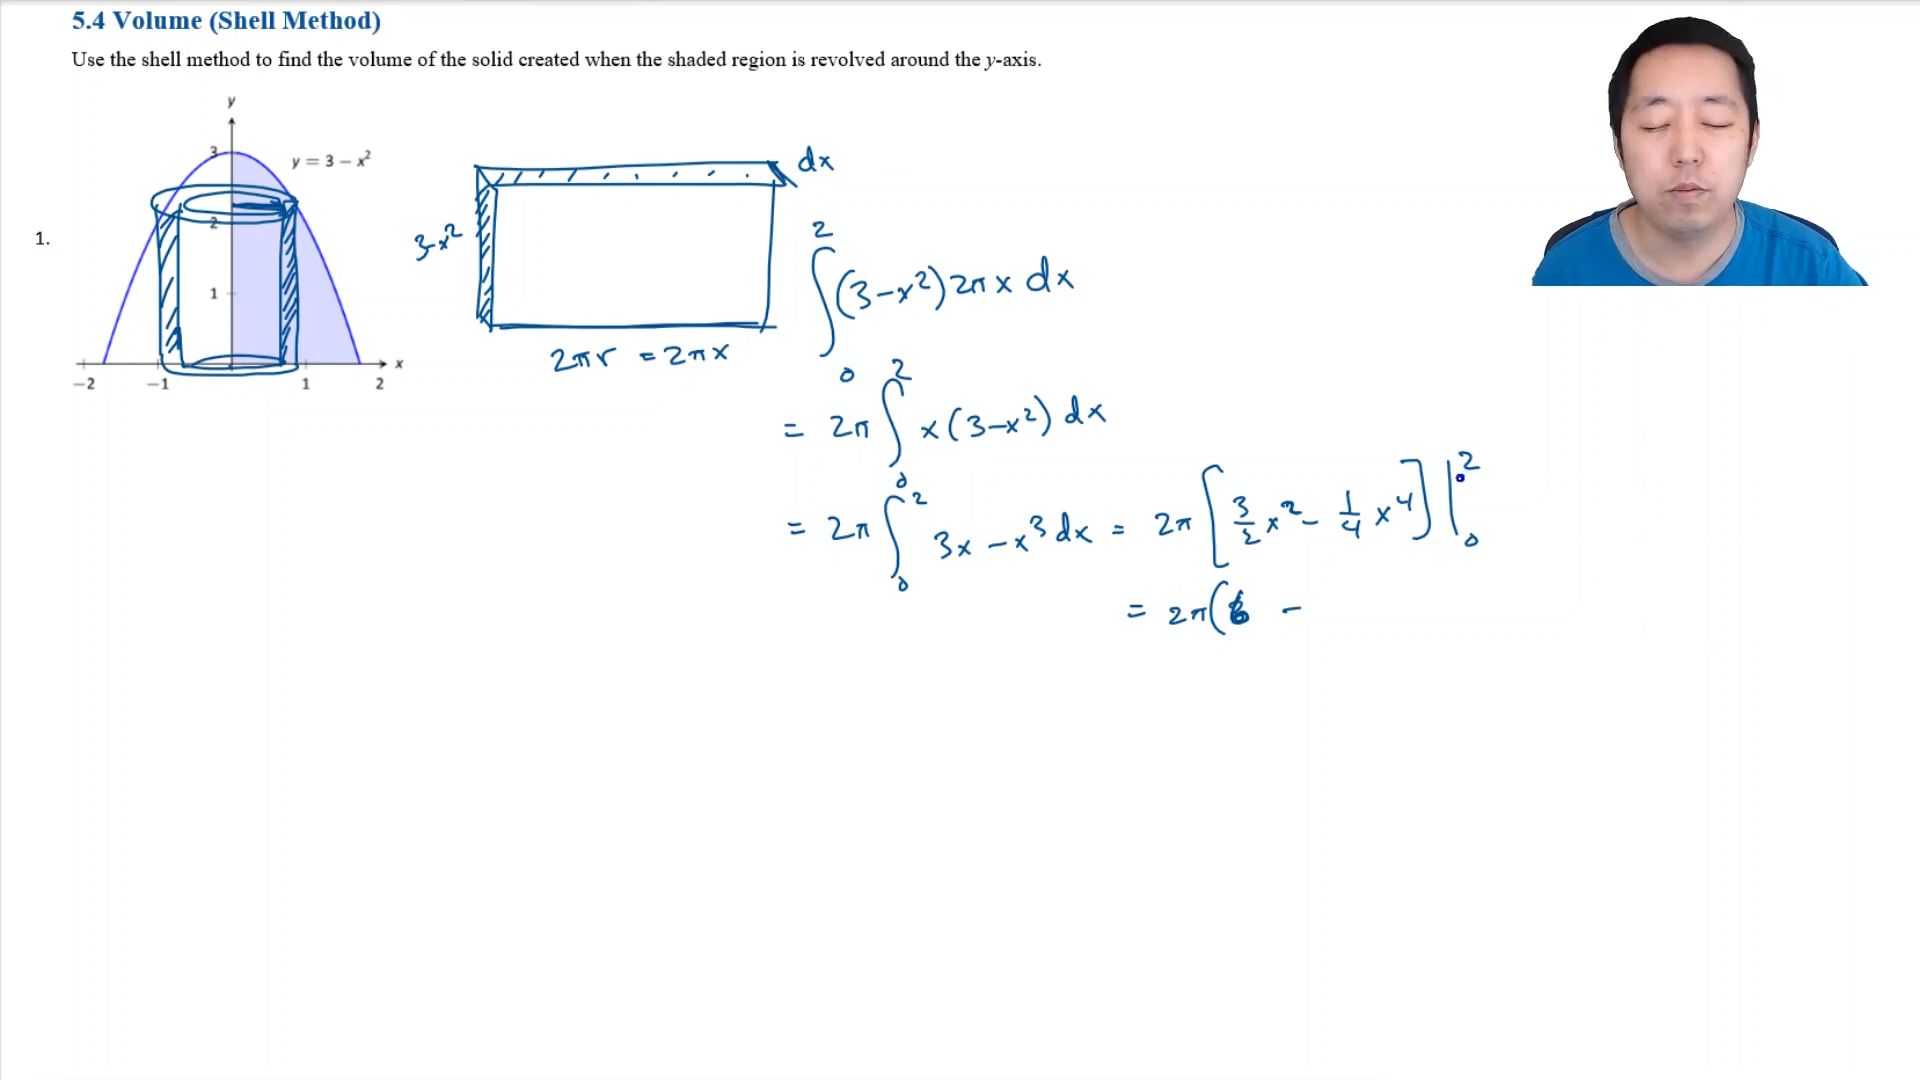 5.4 Volume (Shell Method)
Use the shell method to find the volume of the solid created when the shaded region is revolved around the y-axis.
1.
y
3
2
1
y = 3 − x²
x
−2 −1 1 2
dx
3-x²
2πr = 2πx
∫₀² (3-x²) 2πx dx
= 2π ∫₀² x(3-x²) dx
= 2π ∫₀² 3x - x³ dx = 2π [3/2 x² - 1/4 x⁴] |₀²
= 2π(6 -